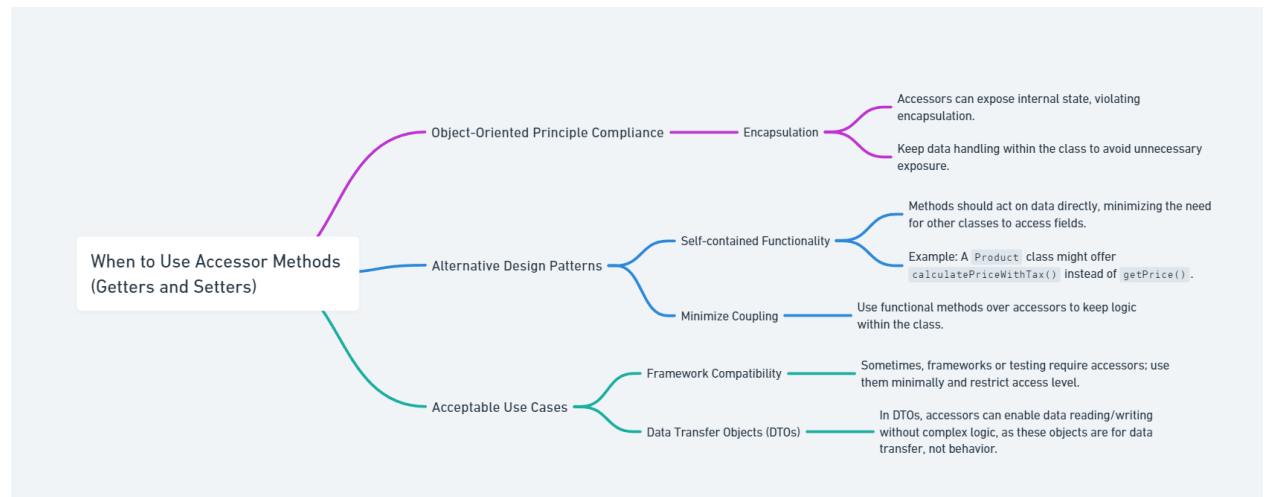 When to Use Accessor Methods
(Getters and Setters)
Object-Oriented Principle Compliance
Encapsulation
Accessors can expose internal state, violating
encapsulation.
Keep data handling within the class to avoid unnecessary
exposure.
Alternative Design Patterns
Self-contained Functionality
Methods should act on data directly, minimizing the need
for other classes to access fields.
Example: A Product class might offer
calculatePriceWithTax() instead of getPrice().
Minimize Coupling
Use functional methods over accessors to keep logic
within the class.
Acceptable Use Cases
Framework Compatibility
Sometimes, frameworks or testing require accessors; use
them minimally and restrict access level.
Data Transfer Objects (DTOs)
In DTOs, accessors can enable data reading/writing
without complex logic, as these objects are for data
transfer, not behavior.